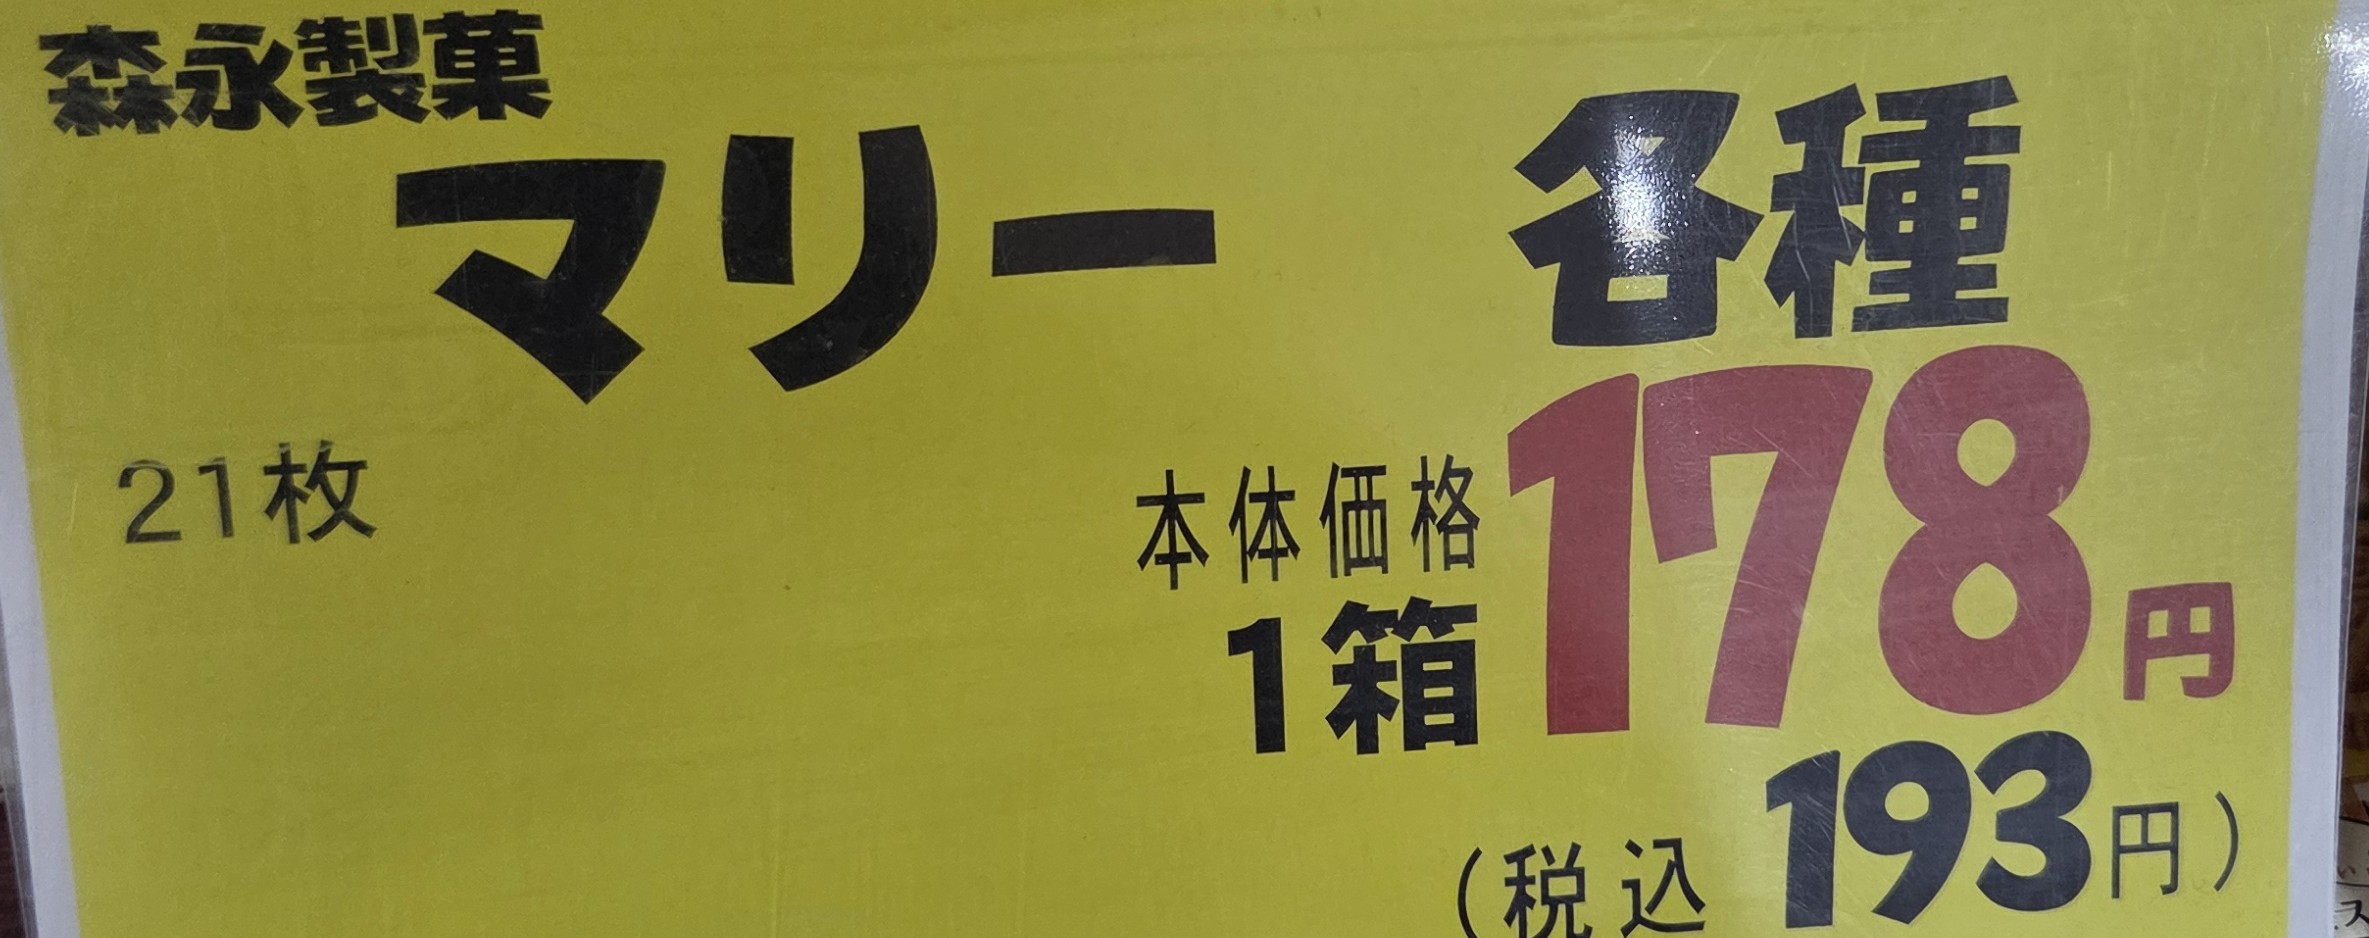 森永製菓
マリー 各種
21枚
本体価格
1箱 178円
(税込 193円)